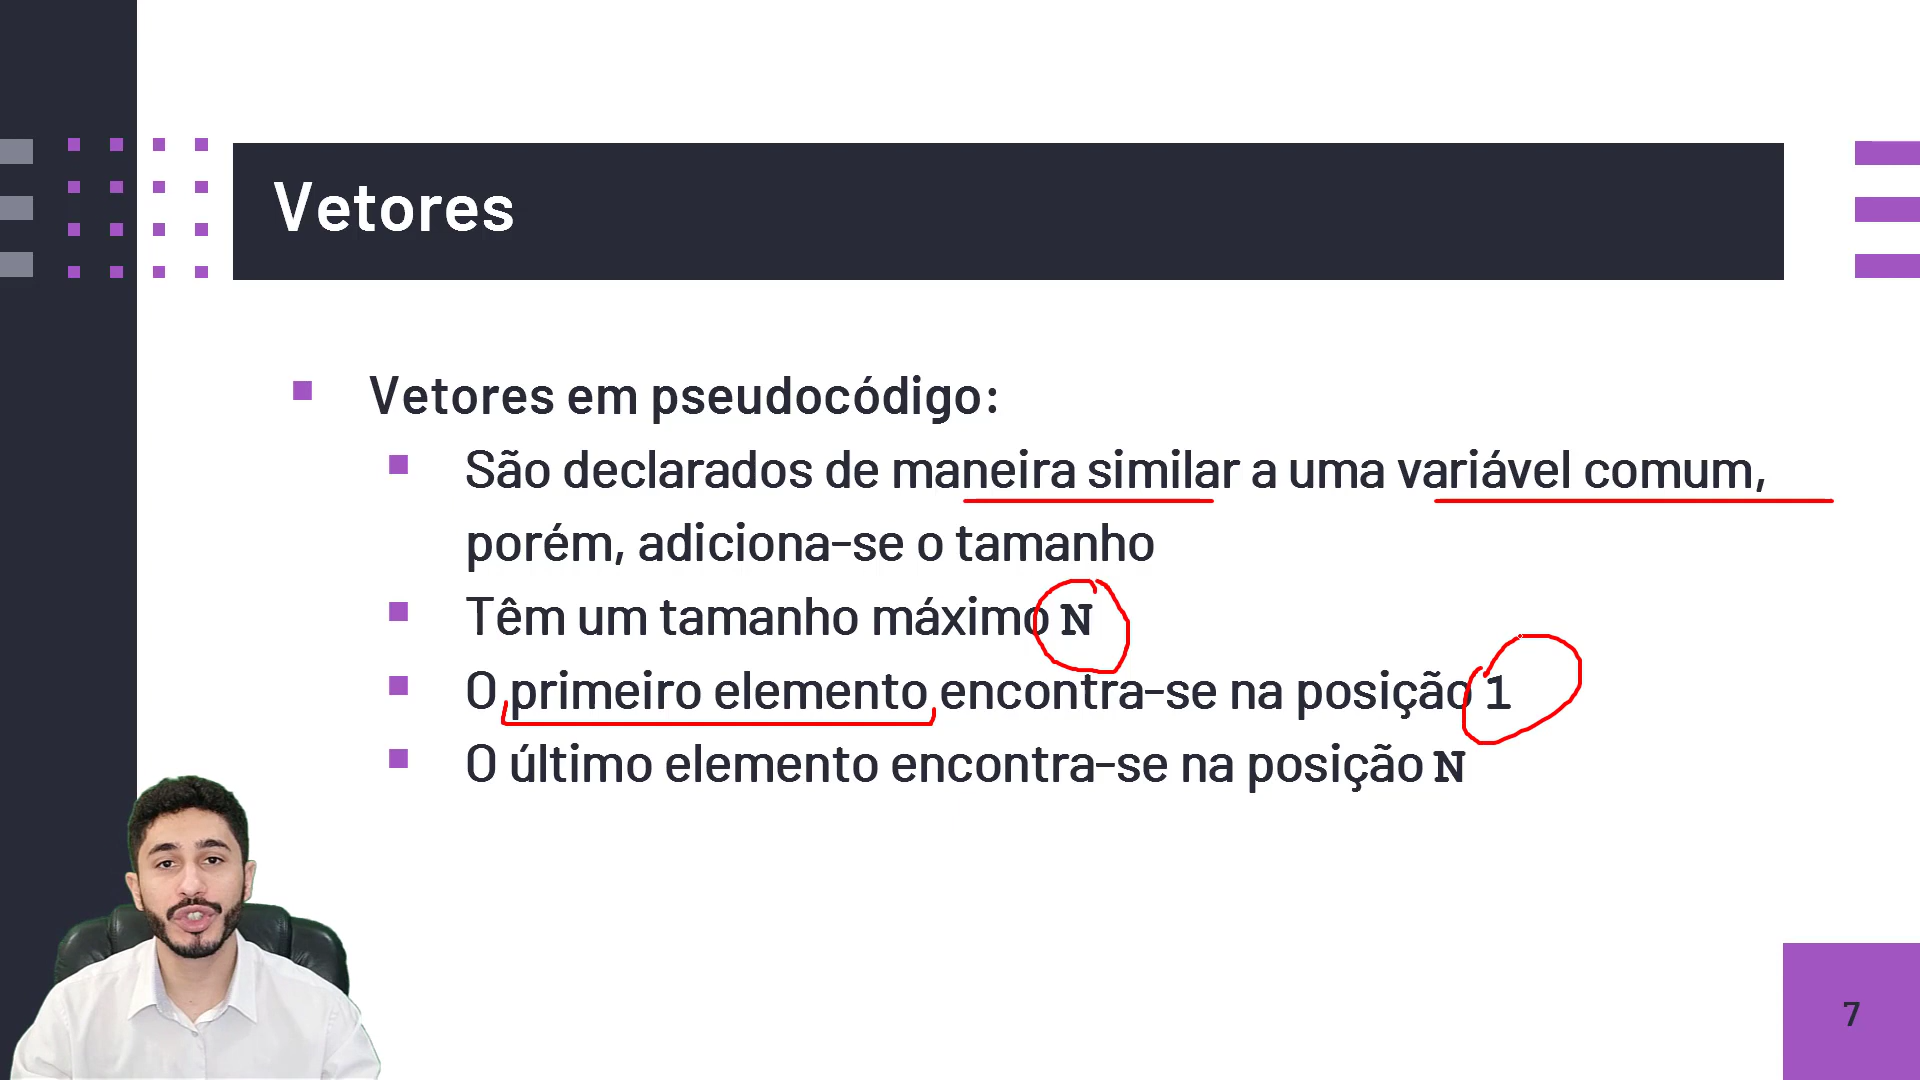 Vetores
Vetores em pseudocódigo:
São declarados de maneira similar a uma variável comum,
porém, adiciona-se o tamanho
Têm um tamanho máximo N
O primeiro elemento encontra-se na posição 1
O último elemento encontra-se na posição N
7